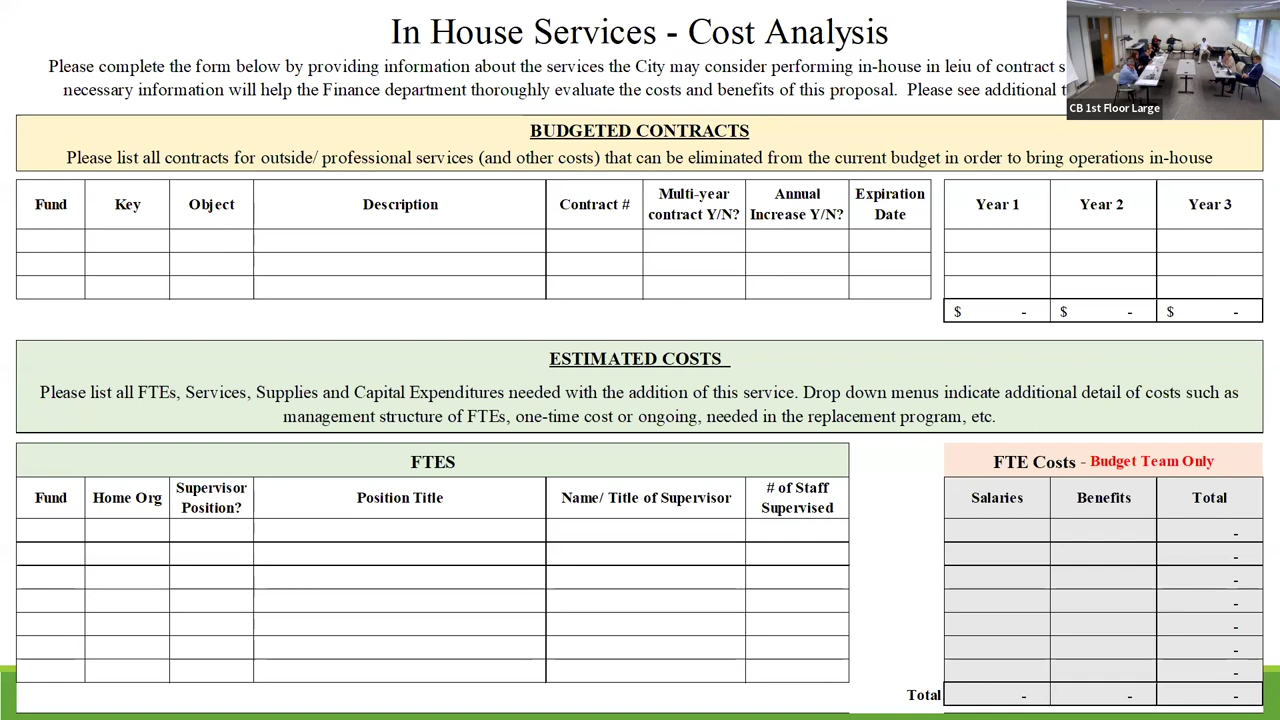 In House Services - Cost Analysis
Please complete the form below by providing information about the services the City may consider performing in-house in leiu of contract s
necessary information will help the Finance department thoroughly evaluate the costs and benefits of this proposal. Please see additional t
CB 1st Floor Large
BUDGETED CONTRACTS
Please list all contracts for outside/ professional services (and other costs) that can be eliminated from the current budget in order to bring operations in-house
Fund Key Object Description Contract # Multi-year contract Y/N? Annual Increase Y/N? Expiration Date Year 1 Year 2 Year 3
$ - $ - $ -
ESTIMATED COSTS
Please list all FTEs, Services, Supplies and Capital Expenditures needed with the addition of this service. Drop down menus indicate additional detail of costs such as
management structure of FTEs, one-time cost or ongoing, needed in the replacement program, etc.
FTES FTE Costs - Budget Team Only
Fund Home Org Supervisor Position? Position Title Name/ Title of Supervisor # of Staff Supervised Salaries Benefits Total
-
-
-
-
-
-
-
Total - - -